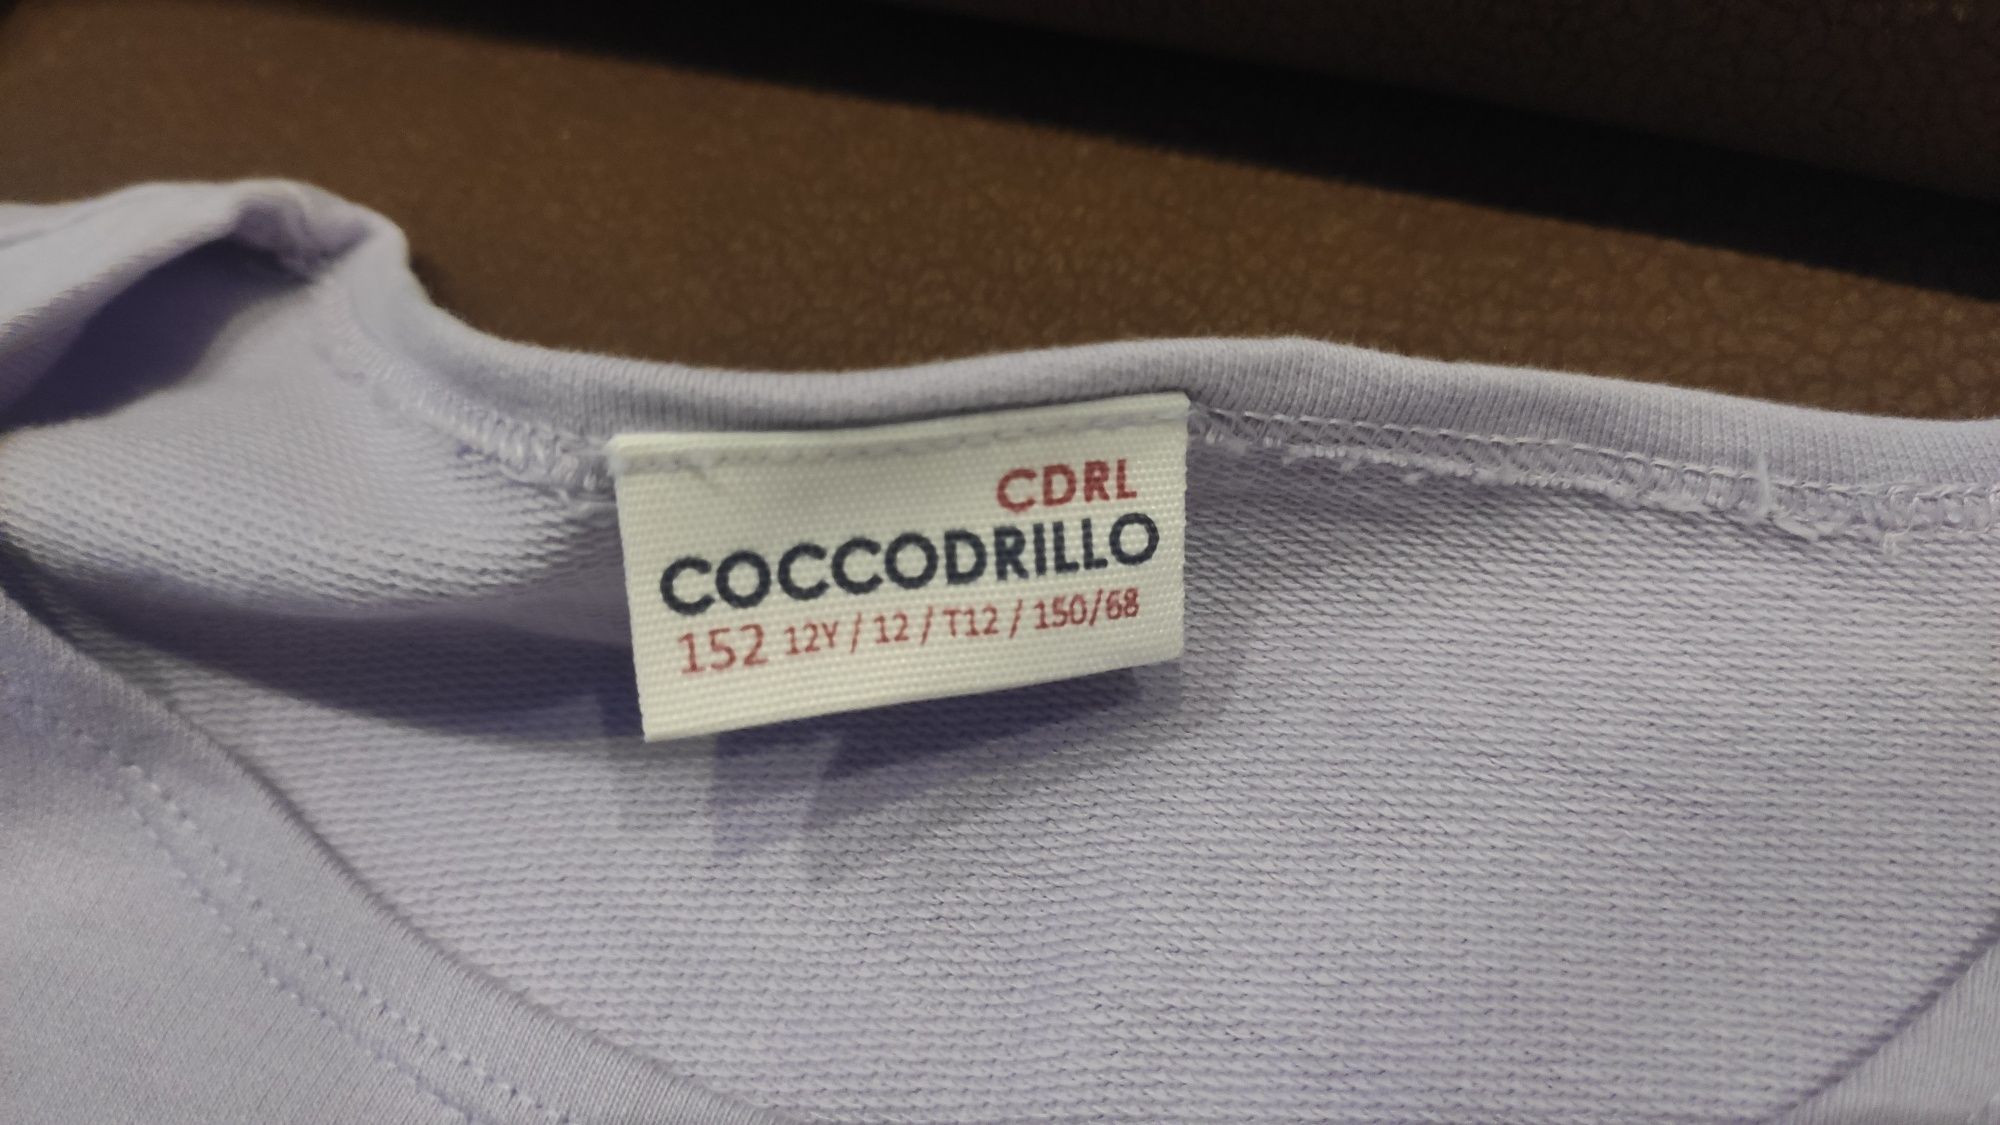 CDRL
COCCODRILLO
152 12Y / 12 / T12 / 150/68